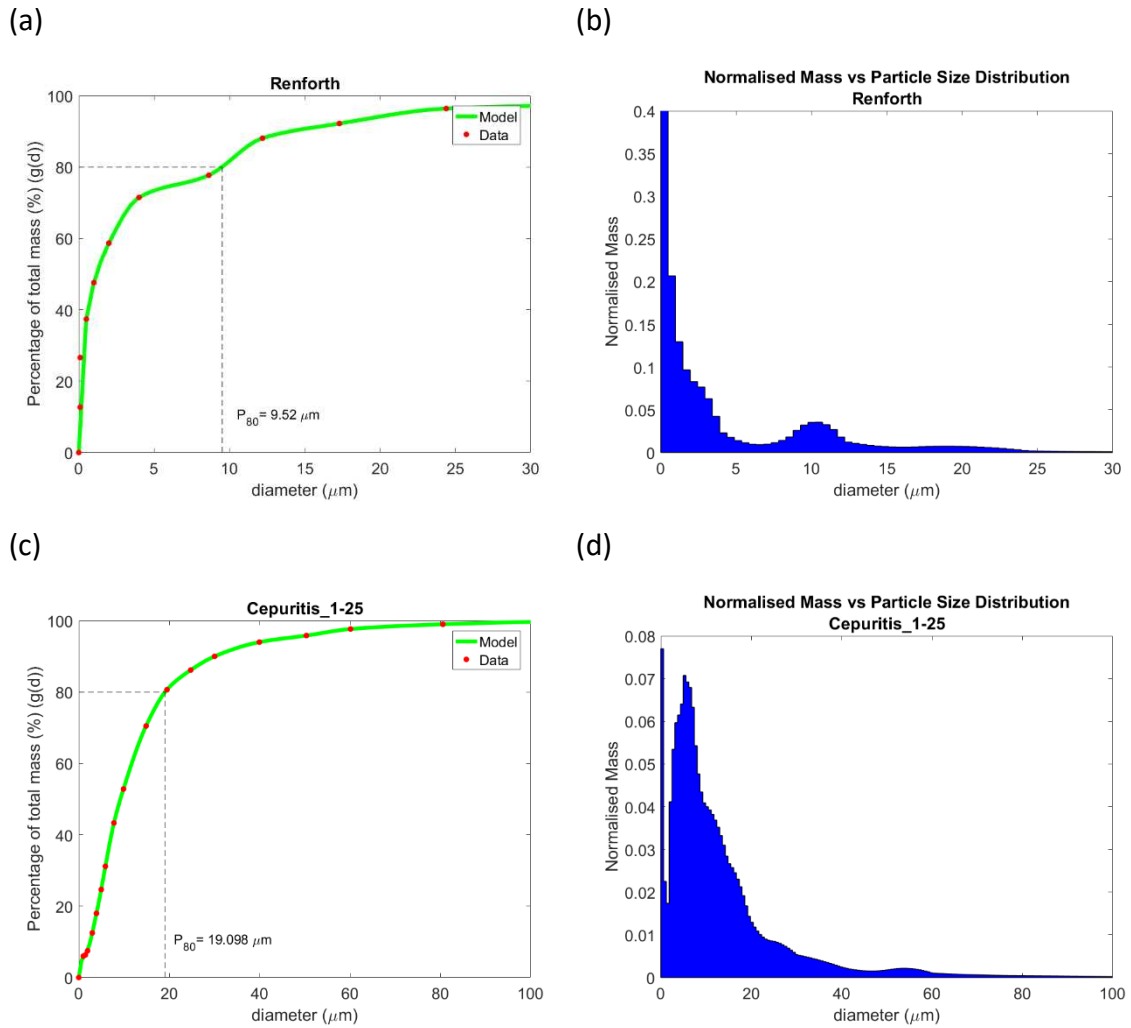 (a)
Renforth
Percentage of total mass (%) (g(d))
100
80
60
40
20
0
Model
Data
P80= 9.52 μm
0 5 10 15 20 25 30
diameter (μm)
(b)
Normalised Mass vs Particle Size Distribution
Renforth
Normalised Mass
0.4
0.35
0.3
0.25
0.2
0.15
0.1
0.05
0
0 5 10 15 20 25 30
diameter (μm)
(c)
Cepuritis_1-25
Percentage of total mass (%) (g(d))
100
80
60
40
20
0
Model
Data
P80= 19.098 μm
0 20 40 60 80 100
diameter (μm)
(d)
Normalised Mass vs Particle Size Distribution
Cepuritis_1-25
Normalised Mass
0.08
0.07
0.06
0.05
0.04
0.03
0.02
0.01
0
0 20 40 60 80 100
diameter (μm)